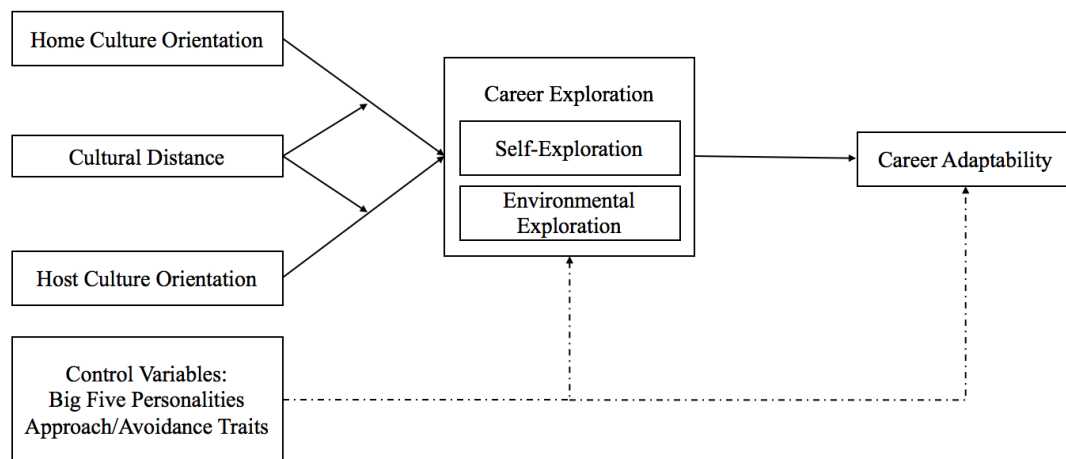 Home Culture Orientation
Cultural Distance
Host Culture Orientation
Control Variables:
Big Five Personalities
Approach/Avoidance Traits
Career Exploration
Self-Exploration
Environmental
Exploration
Career Adaptability